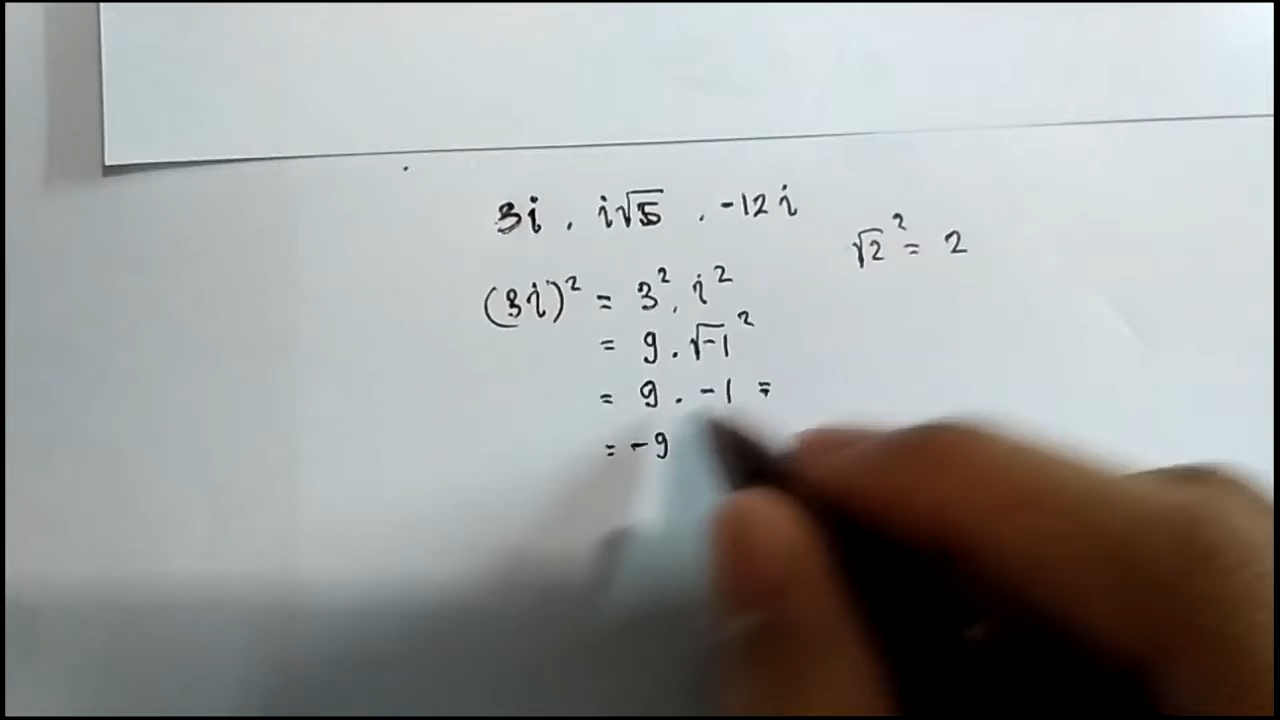 3i , i√5 , -12i
√2² = 2
(3i)² = 3² . i²
= 9 . √-1²
= 9 . -1 =
= -9